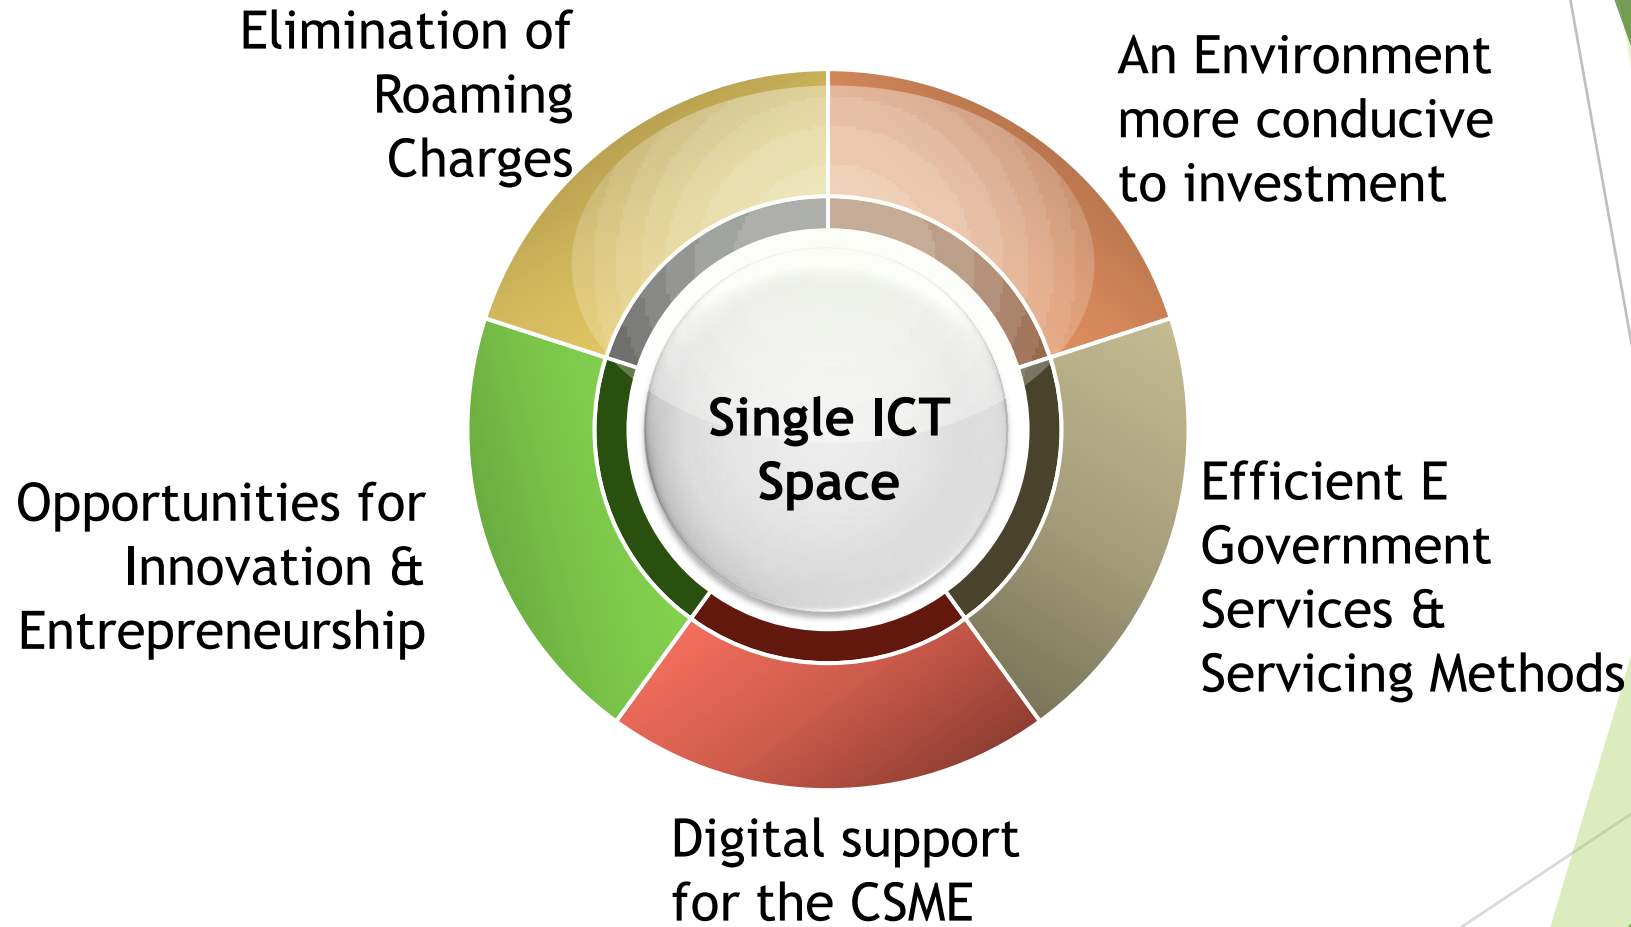 Elimination of
Roaming
Charges
An Environment
more conducive
to investment
Single ICT
Space
Opportunities for
Innovation &
Entrepreneurship
Efficient E
Government
Services &
Servicing Methods
Digital support
for the CSME